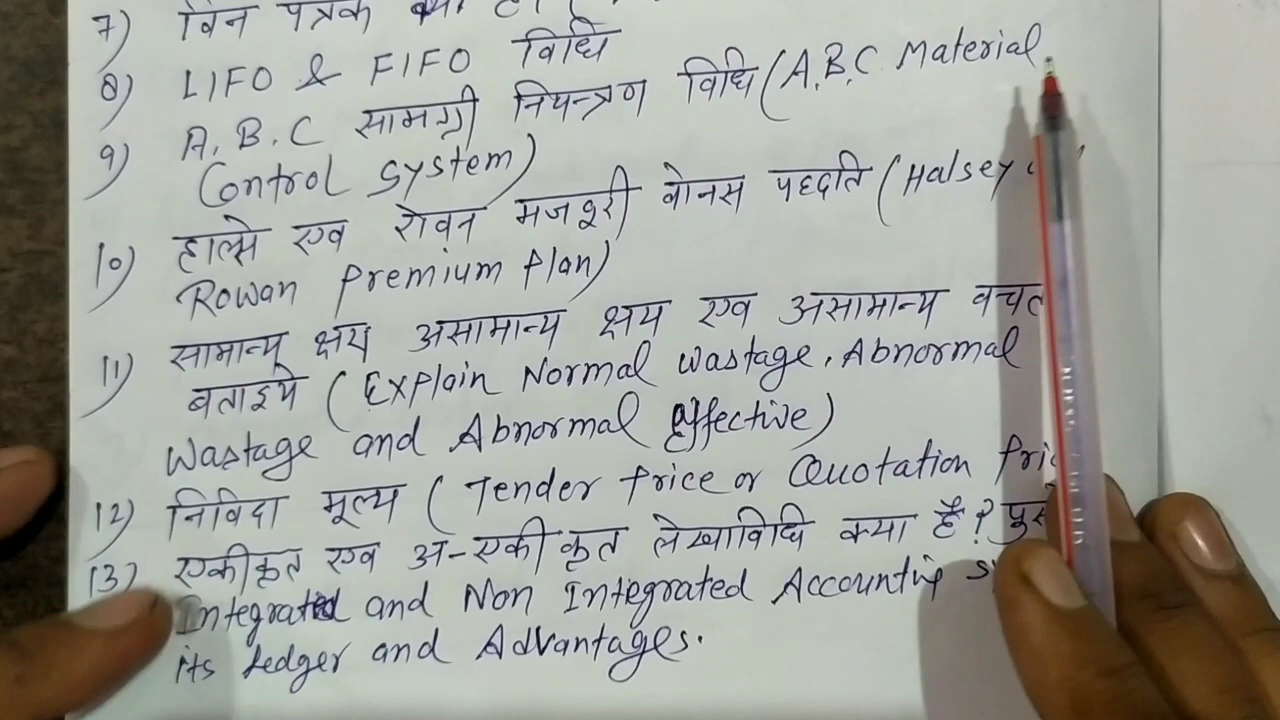 7) बिन पत्रक क्या है
8) LIFO & FIFO विधि
9) A.B.C सामग्री नियन्त्रण विधि (A.B.C Material
Control System)
10) हाल्से एव रोवन मजदूरी बोनस पद्दति (Halsey
Rowan Premium Plan)
11) सामान्य क्षय असामान्य क्षय एव असामान्य बचत
बताइये (Explain Normal Wastage, Abnormal
Wastage and Abnormal Effective)
12) निविदा मूल्य (Tender Price or Quotation
13) एकीकृत एव अ-एकीकृत लेखाविधि क्या है?
Integrated and Non Integrated Accounting
its Ledger and Advantages.